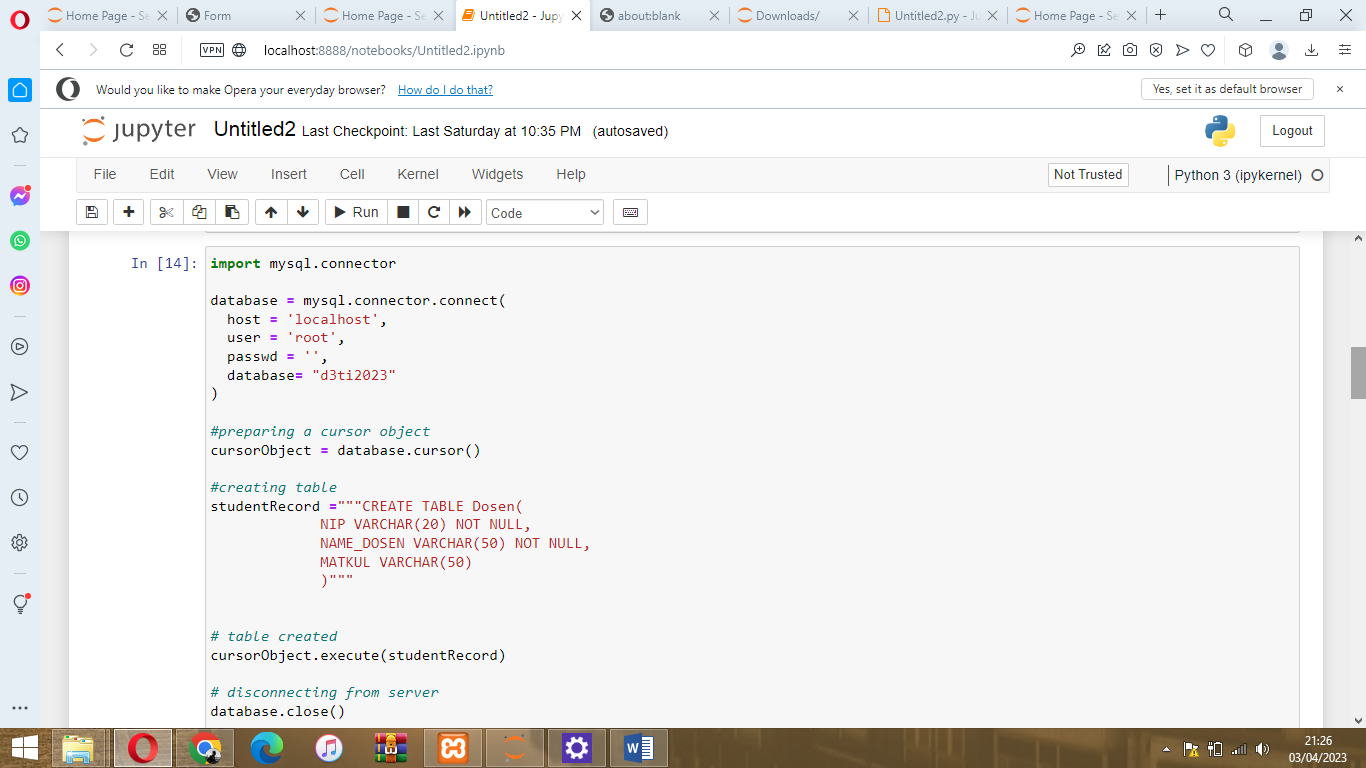 Home Page - Se
Form
Home Page - Se
Untitled2 - Jupy
about:blank
Downloads/
Untitled2.py - Ju
Home Page - Se
VPN
localhost:8888/notebooks/Untitled2.ipynb
Would you like to make Opera your everyday browser? How do I do that?
Yes, set it as default browser
jupyter Untitled2 Last Checkpoint: Last Saturday at 10:35 PM (autosaved)
Logout
File Edit View Insert Cell Kernel Widgets Help
Not Trusted
Python 3 (ipykernel)
Run
Code
In [14]: import mysql.connector
database = mysql.connector.connect(
host = 'localhost',
user = 'root',
passwd = '',
database= "d3ti2023"
)
#preparing a cursor object
cursorObject = database.cursor()
#creating table
studentRecord ="""CREATE TABLE Dosen(
NIP VARCHAR(20) NOT NULL,
NAME_DOSEN VARCHAR(50) NOT NULL,
MATKUL VARCHAR(50)
)"""
# table created
cursorObject.execute(studentRecord)
# disconnecting from server
database.close()
21:26
03/04/2023